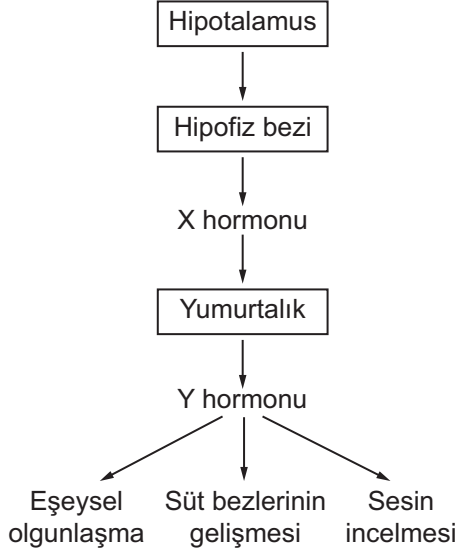 Hipotalamus
Hipofiz bezi
X hormonu
Yumurtalık
Y hormonu
Eşeysel
olgunlaşma
Süt bezlerinin
gelişmesi
Sesin
incelmesi